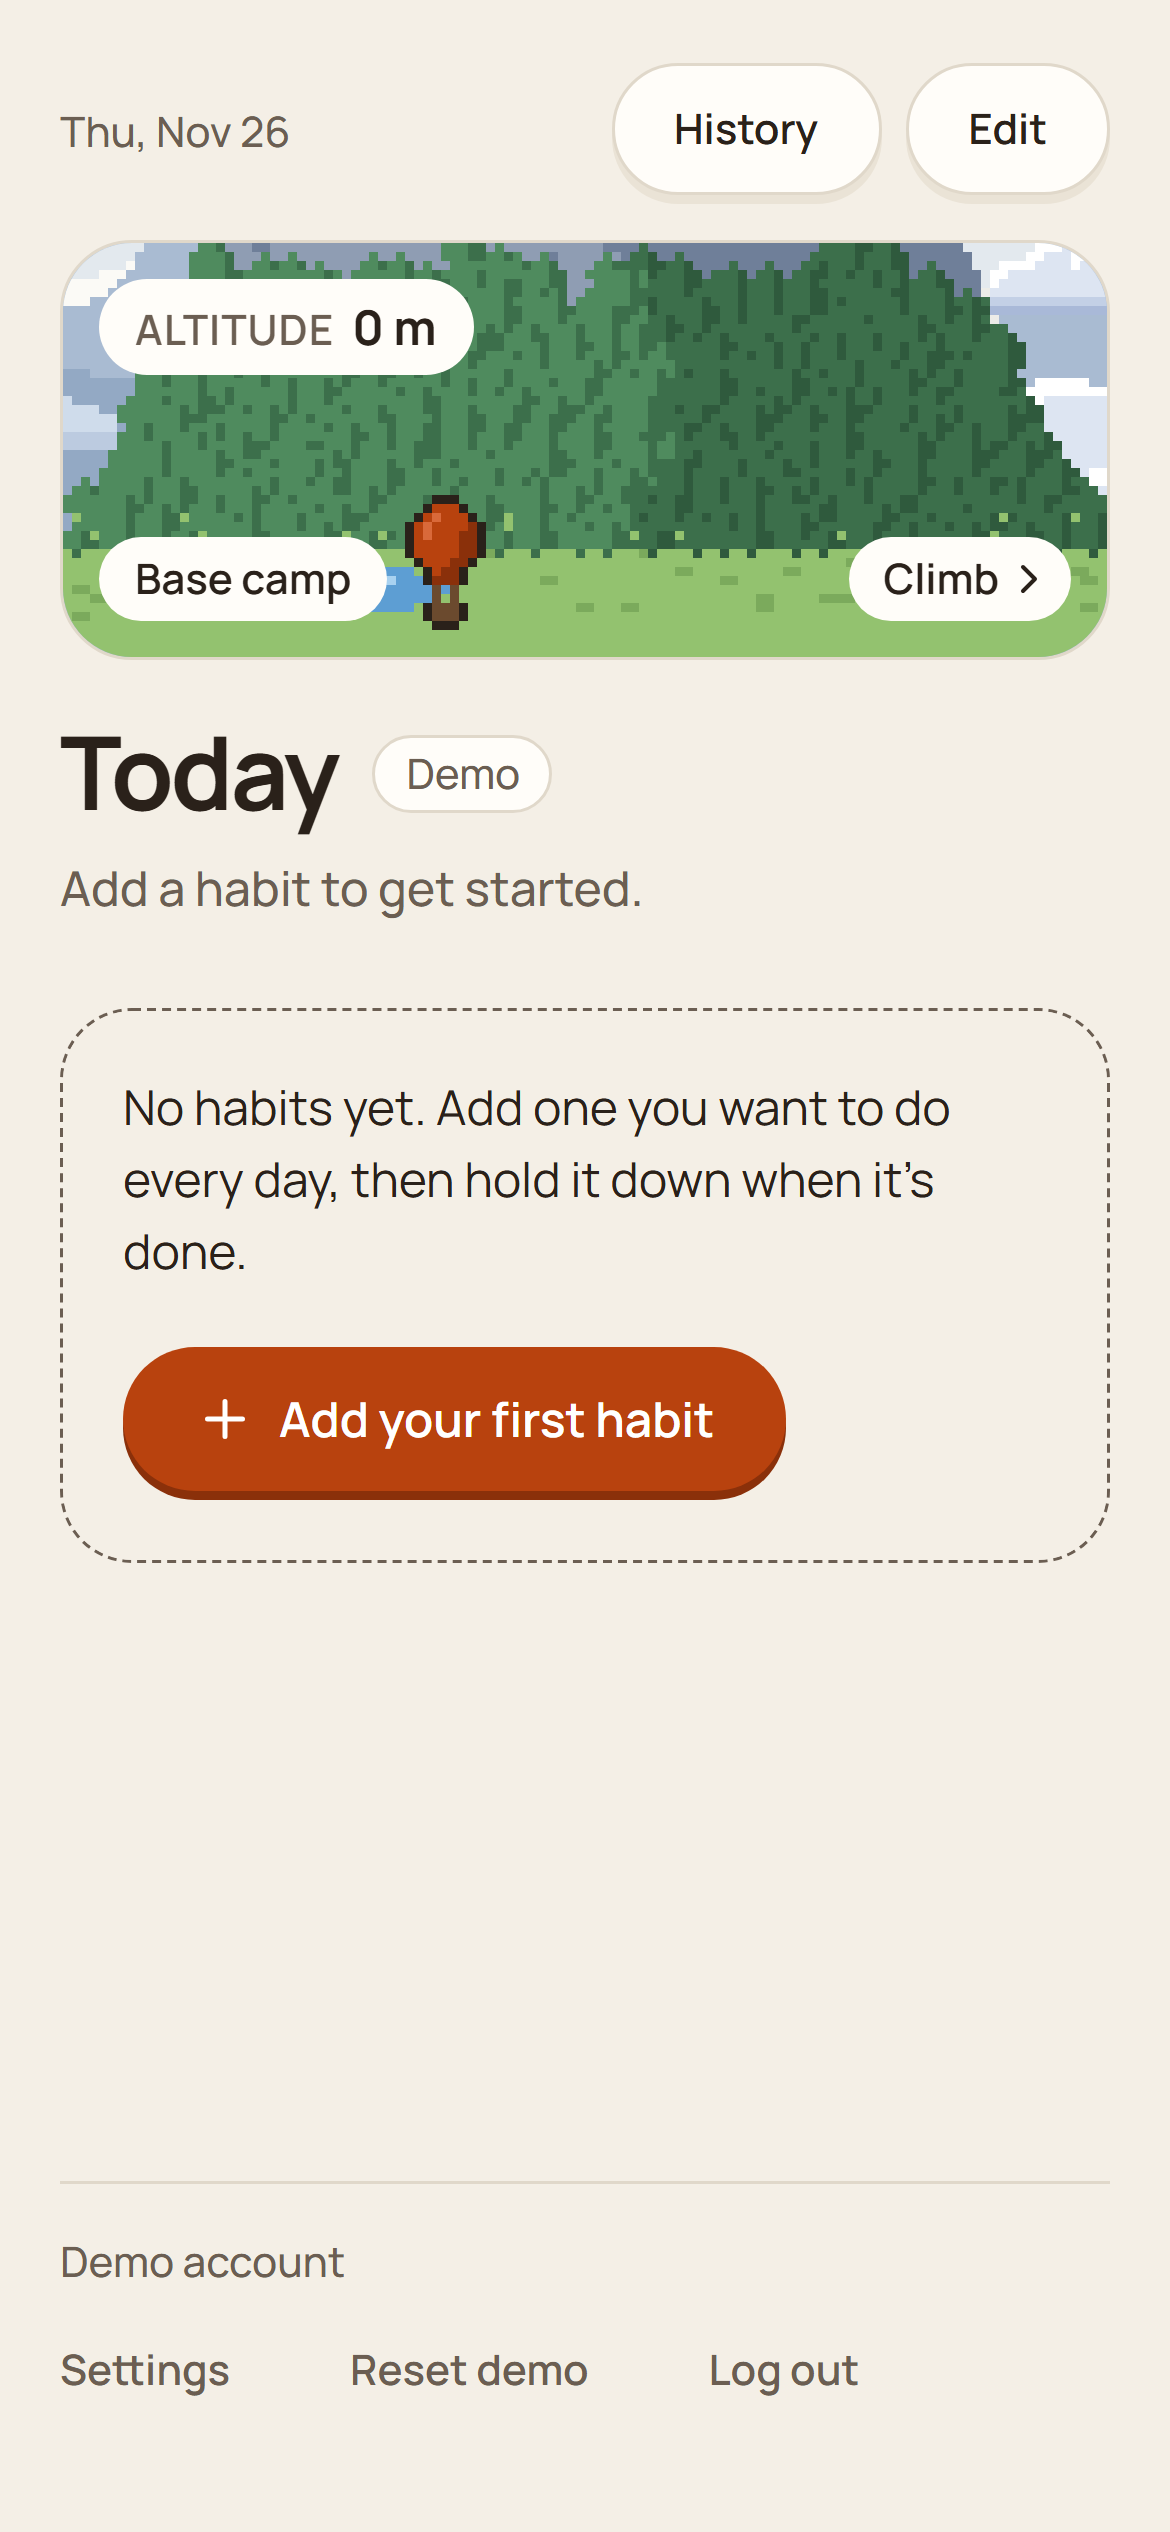 Thu, Nov 26
History
Edit
ALTITUDE 0 m
Base camp
Climb
Today
Demo
Add a habit to get started.
No habits yet. Add one you want to do
every day, then hold it down when it’s
done.
Add your first habit
Demo account
Settings
Reset demo
Log out